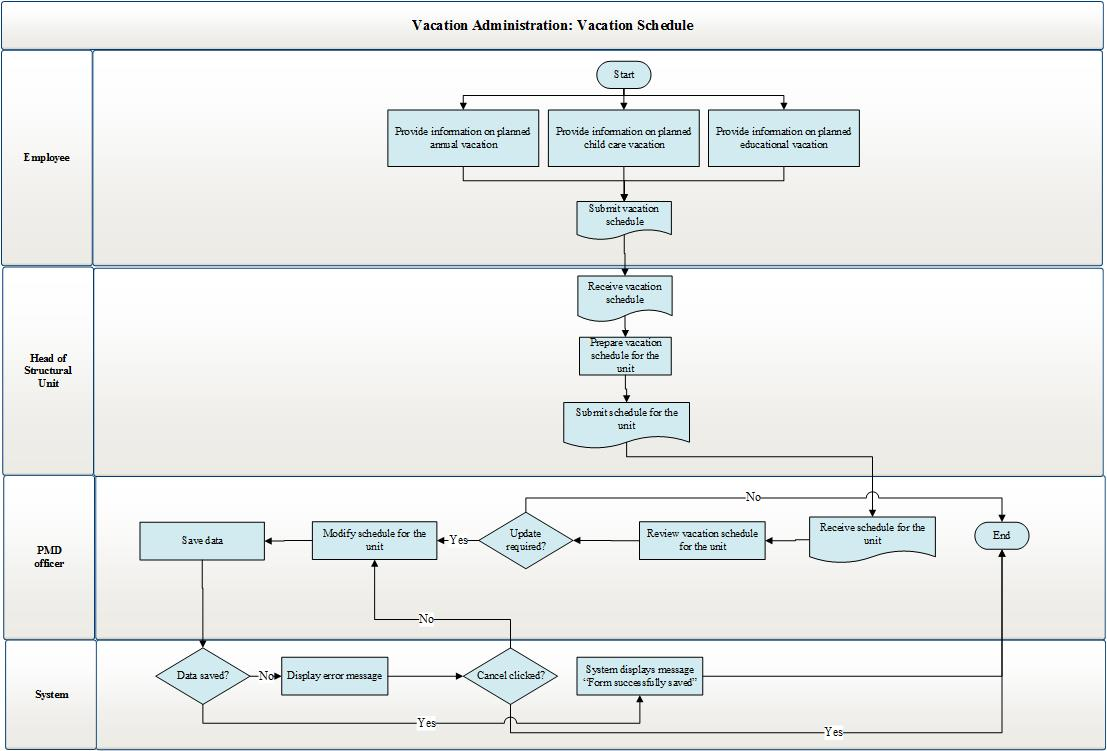 Vacation Administration: Vacation Schedule
Employee
Start
Provide information on planned
annual vacation
Provide information on planned
child care vacation
Provide information on planned
educational vacation
Submit vacation
schedule
Head of
Structural
Unit
Receive vacation
schedule
Prepare vacation
schedule for the
unit
Submit schedule for the
unit
PMD
officer
No
Save data
Modify schedule for the
unit
Yes
Update
required?
Review vacation schedule
for the unit
Receive schedule for the
unit
End
No
System
Data saved?
No
Display error message
Cancel clicked?
System displays message
“Form successfully saved”
Yes
Yes